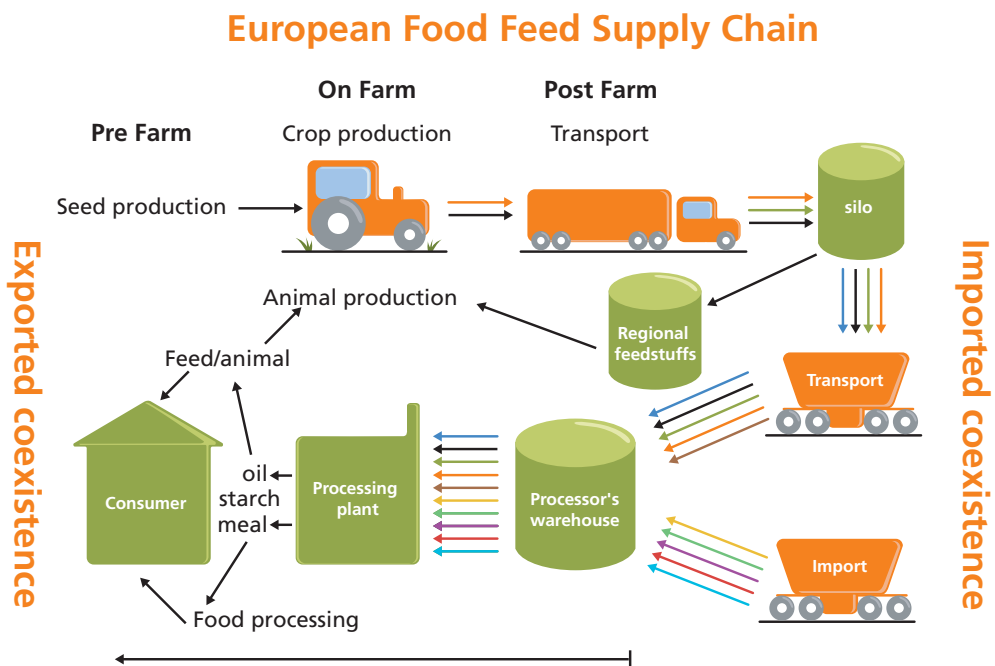 European Food Feed Supply Chain
On Farm
Post Farm
Pre Farm
Crop production
Transport
Seed production
silo
Exported coexistence
Imported coexistence
Animal production
Regional
feedstuffs
Feed/animal
Transport
Consumer
oil
starch
meal
Processing
plant
Processor's
warehouse
Import
Food processing